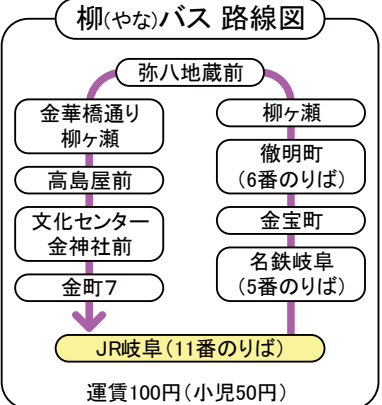 柳(やな)バス 路線図
弥八地蔵前
金華橋通り
柳ヶ瀬
高島屋前
文化センター
金神社前
金町7
柳ヶ瀬
徹明町
(6番のりば)
金宝町
名鉄岐阜
(5番のりば)
JR岐阜(11番のりば)
運賃100円(小児50円)